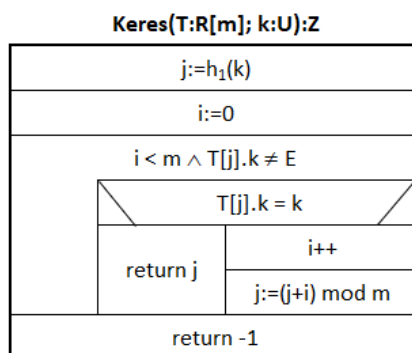 Keres(T:R[m]; k:U):Z
j:=h₁(k)
i:=0
i < m ∧ T[j].k ≠ E
T[j].k = k
return j
i++
j:=(j+i) mod m
return -1